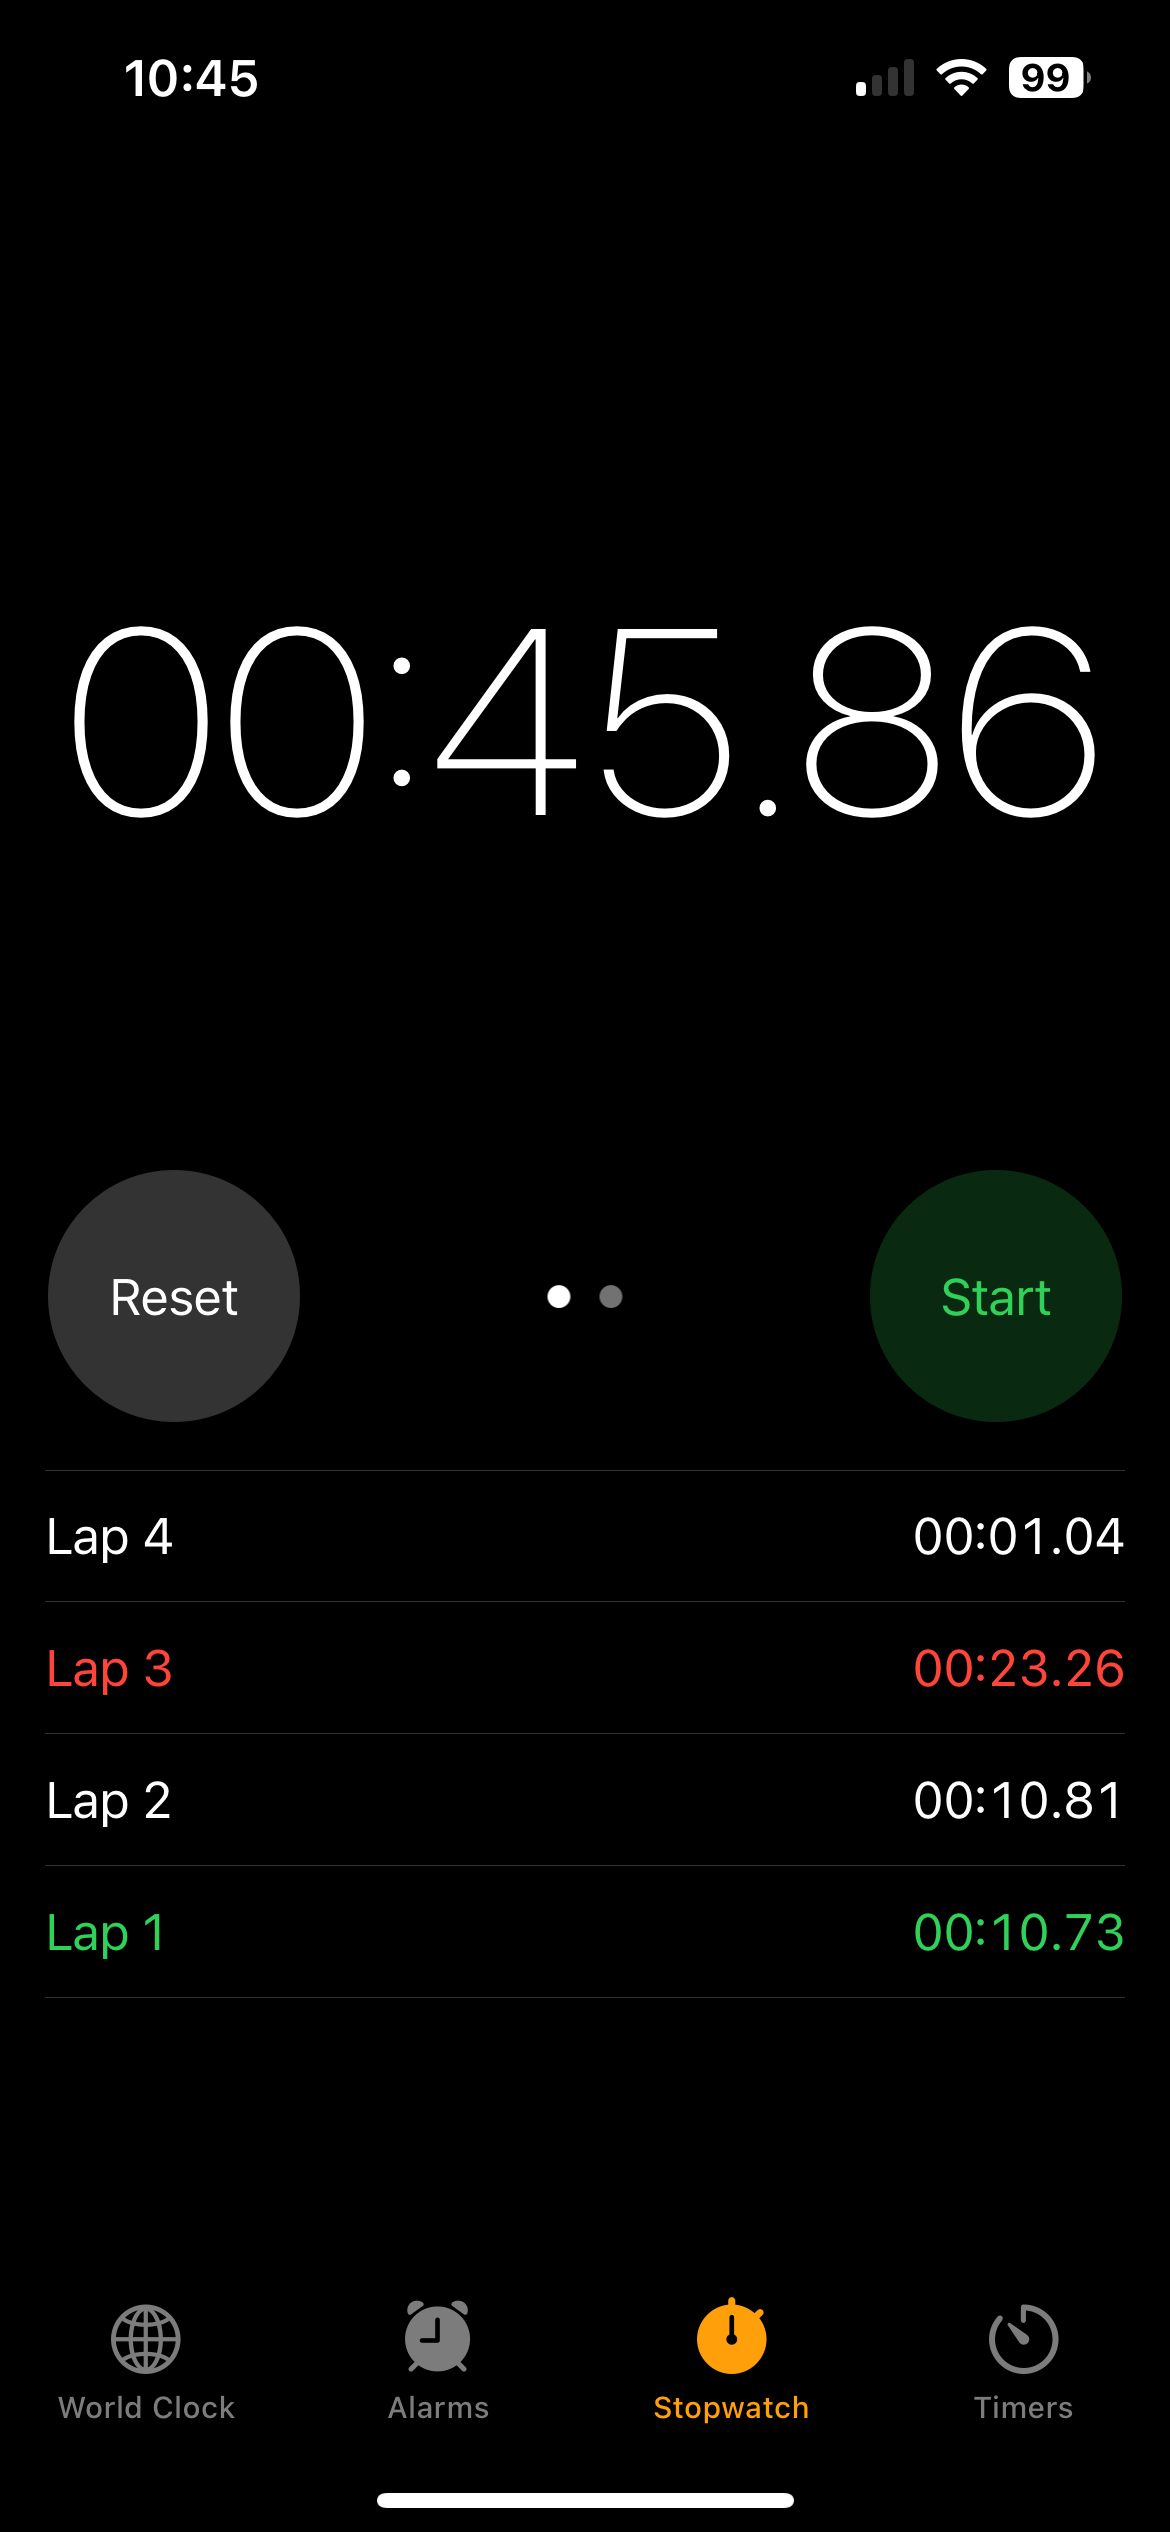 10:45 99
00:45.86
Reset Start
Lap 4 00:01.04
Lap 3 00:23.26
Lap 2 00:10.81
Lap 1 00:10.73
World Clock Alarms Stopwatch Timers